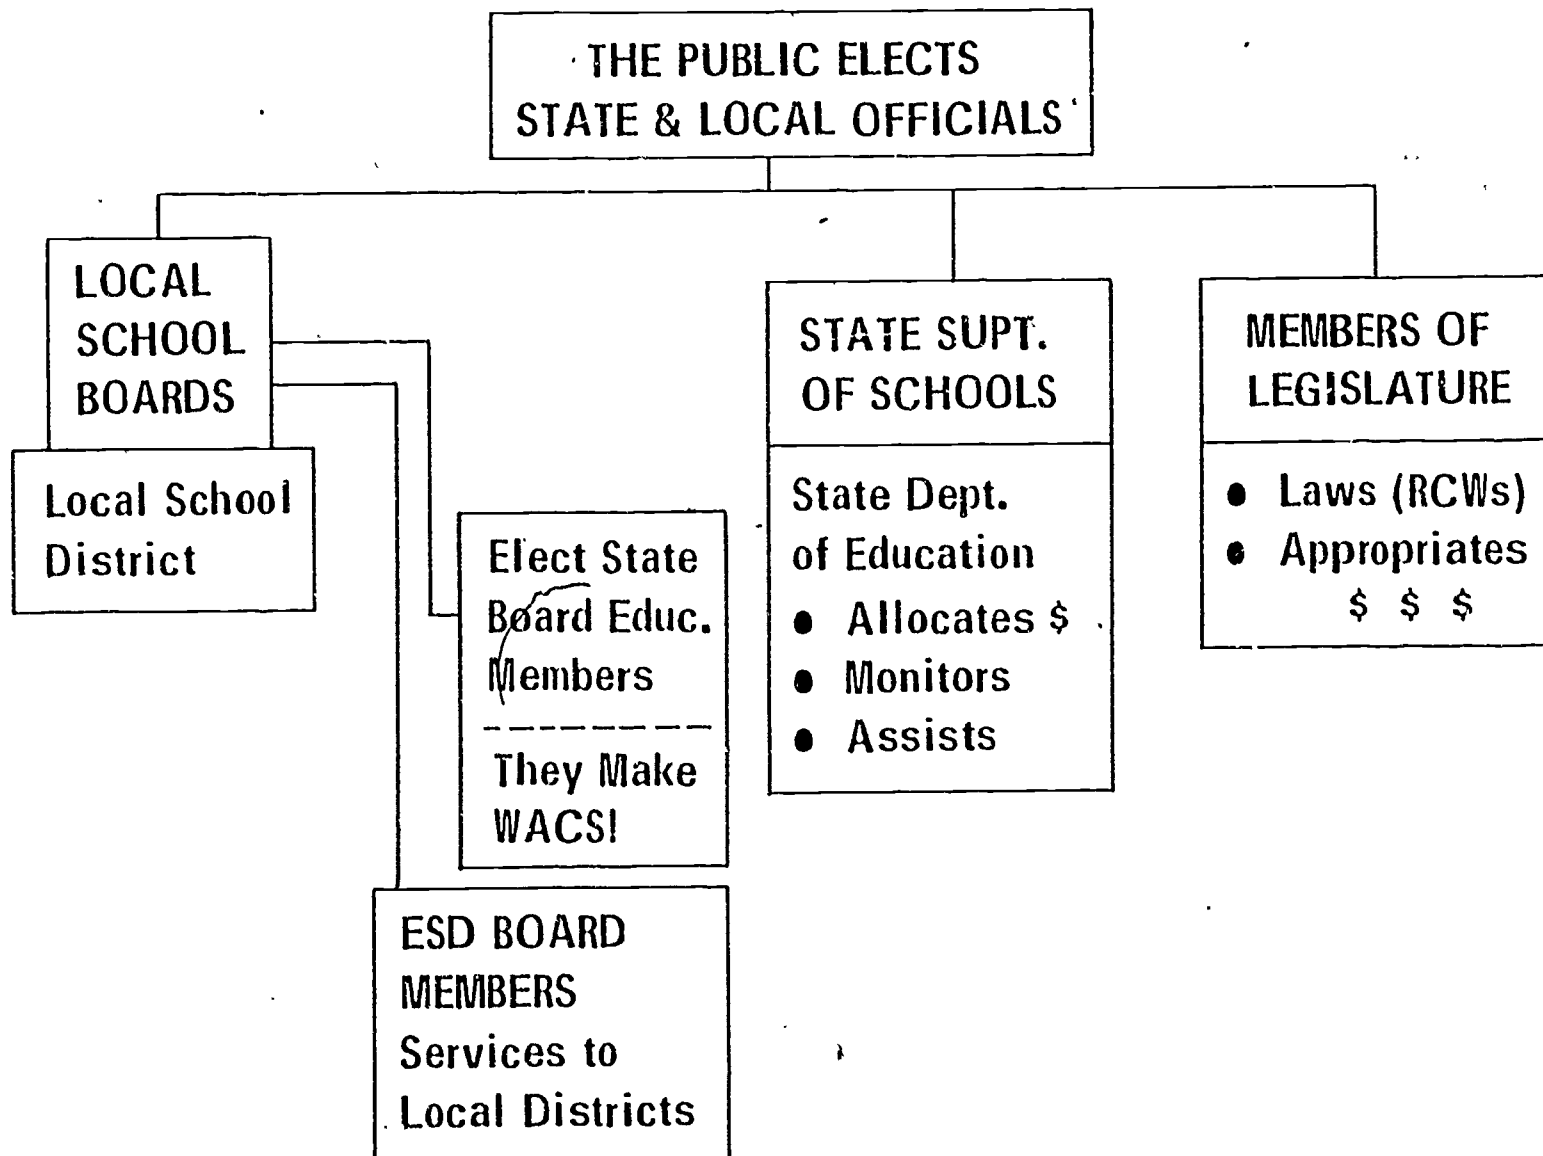 THE PUBLIC ELECTS
STATE & LOCAL OFFICIALS
LOCAL
SCHOOL
BOARDS
Local School
District
Elect State
Board Educ.
Members
They Make
WACS!
ESD BOARD
MEMBERS
Services to
Local Districts
STATE SUPT.
OF SCHOOLS
State Dept.
of Education
● Allocates $
● Monitors
● Assists
MEMBERS OF
LEGISLATURE
● Laws (RCWs)
● Appropriates
$ $ $